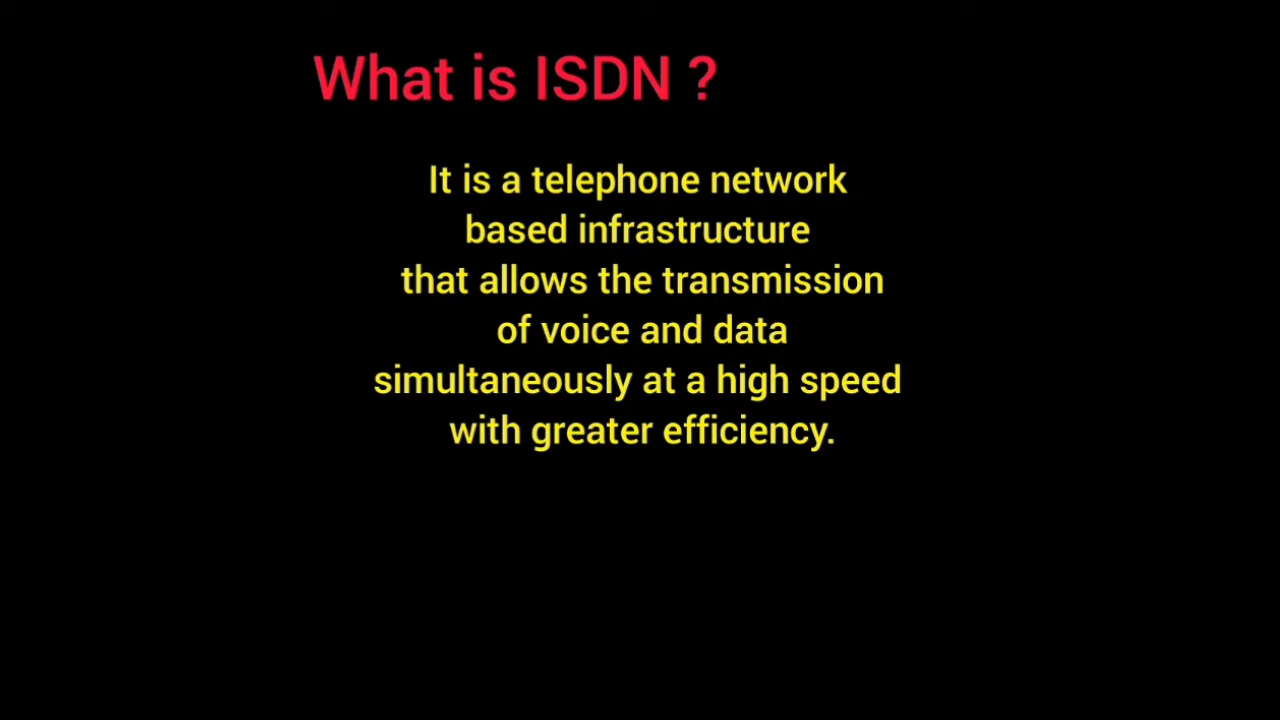 What is ISDN ?
It is a telephone network
based infrastructure
that allows the transmission
of voice and data
simultaneously at a high speed
with greater efficiency.